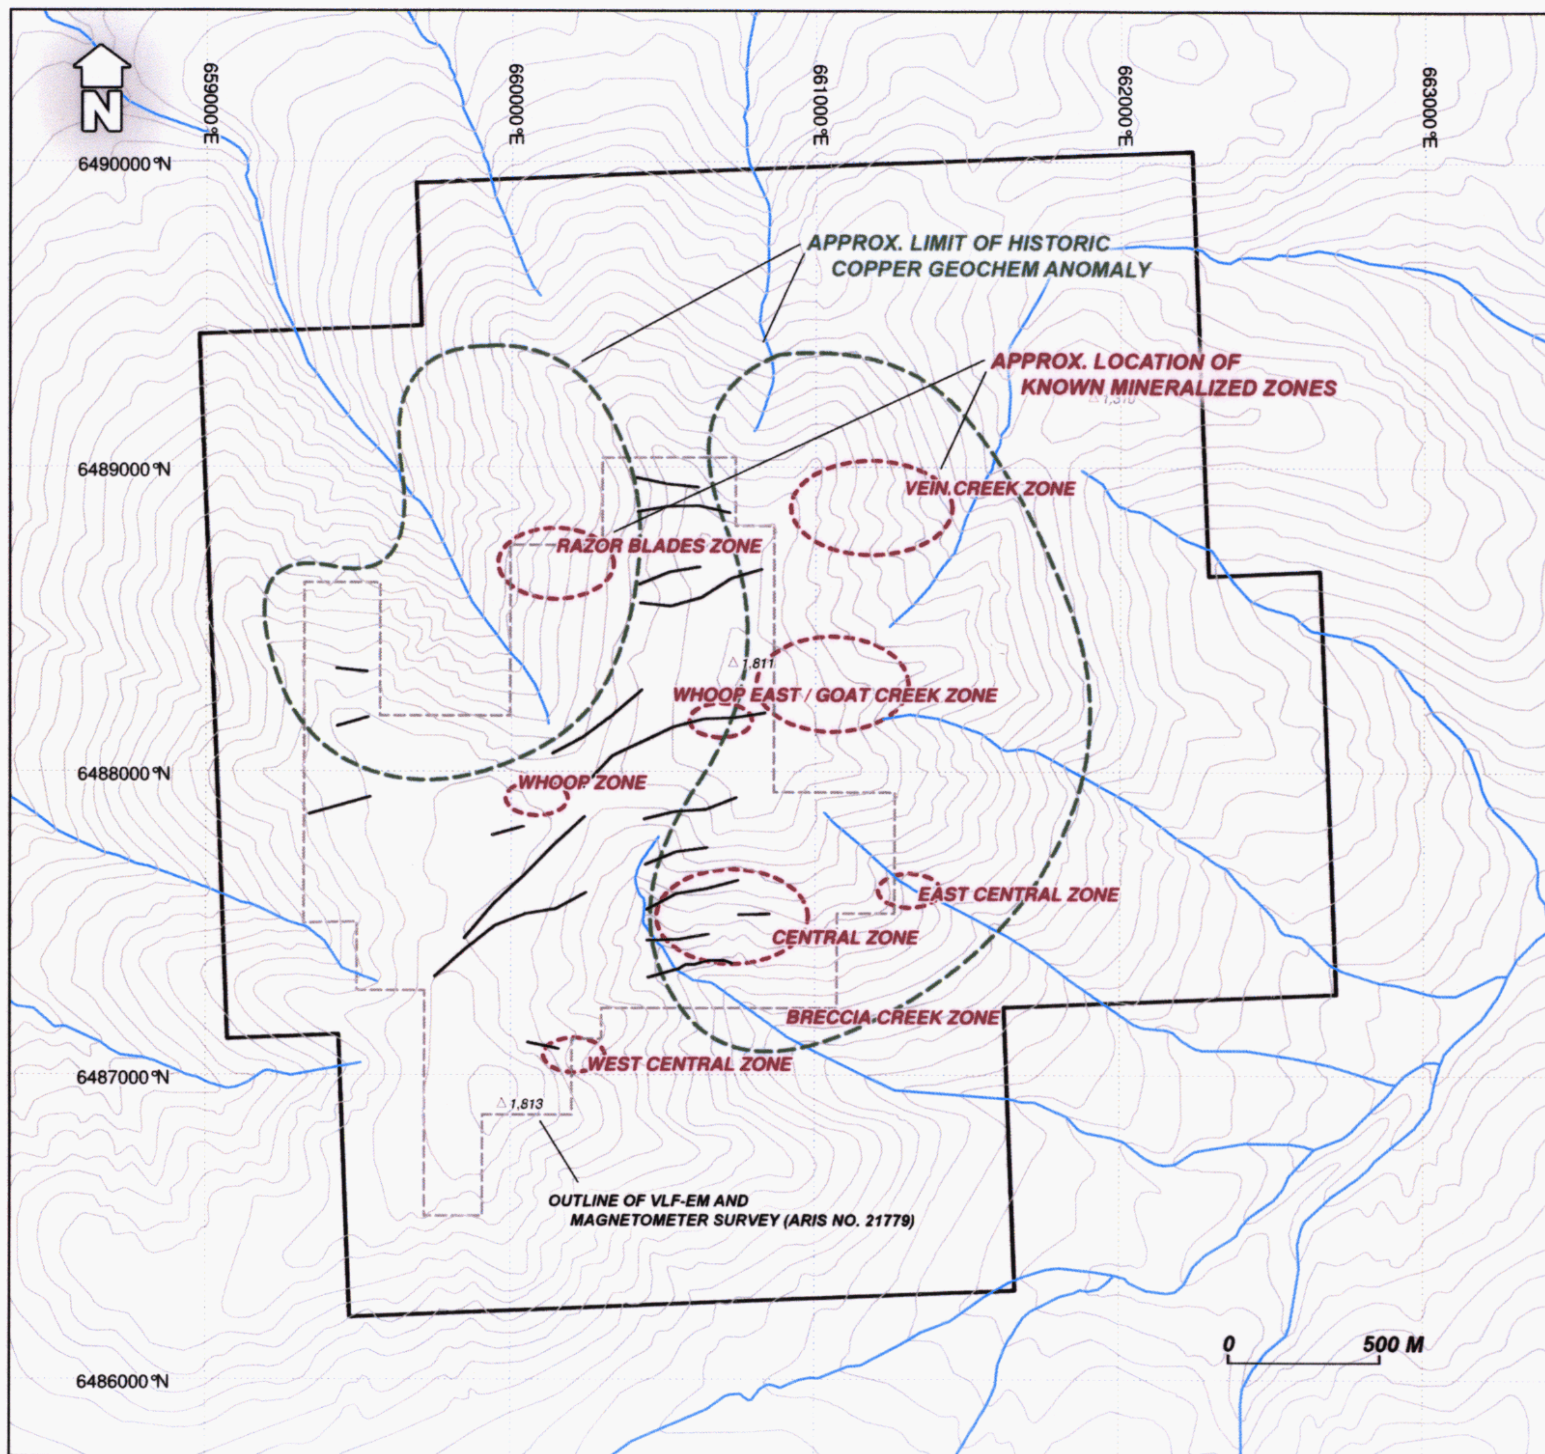 659000°E
660000°E
661000°E
662000°E
663000°E
N
6490000°N
APPROX. LIMIT OF HISTORIC
COPPER GEOCHEM ANOMALY
APPROX. LOCATION OF
KNOWN MINERALIZED ZONES
6489000°N
VEIN CREEK ZONE
RAZOR BLADES ZONE
1,811
WHOOP EAST / GOAT CREEK ZONE
6488000°N
WHOOP ZONE
EAST CENTRAL ZONE
CENTRAL ZONE
BRECCIA CREEK ZONE
WEST CENTRAL ZONE
6487000°N
1,813
OUTLINE OF VLF-EM AND
MAGNETOMETER SURVEY (ARIS NO. 21779)
0 500 M
6486000°N